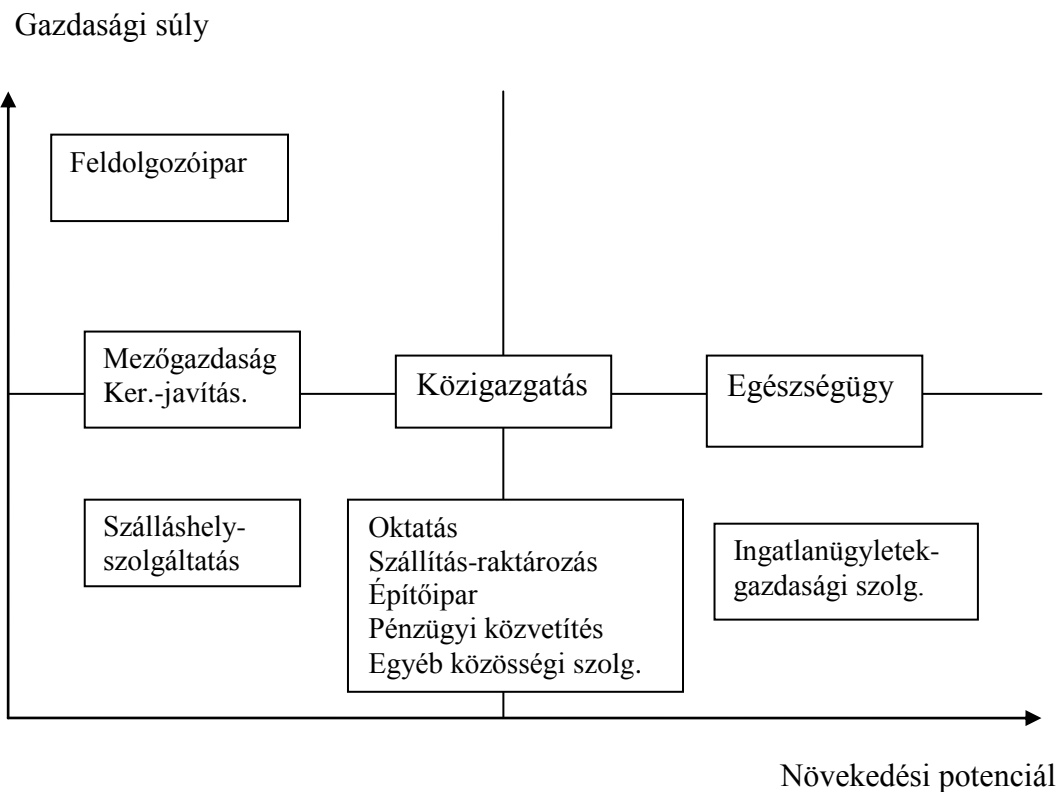 Gazdasági súly
Feldolgozóipar
Mezőgazdaság
Ker.-javítás.
Közigazgatás
Egészségügy
Szálláshely-
szolgáltatás
Oktatás
Szállítás-raktározás
Építőipar
Pénzügyi közvetítés
Egyéb közösségi szolg.
Ingatlanügyletek-
gazdasági szolg.
Növekedési potenciál